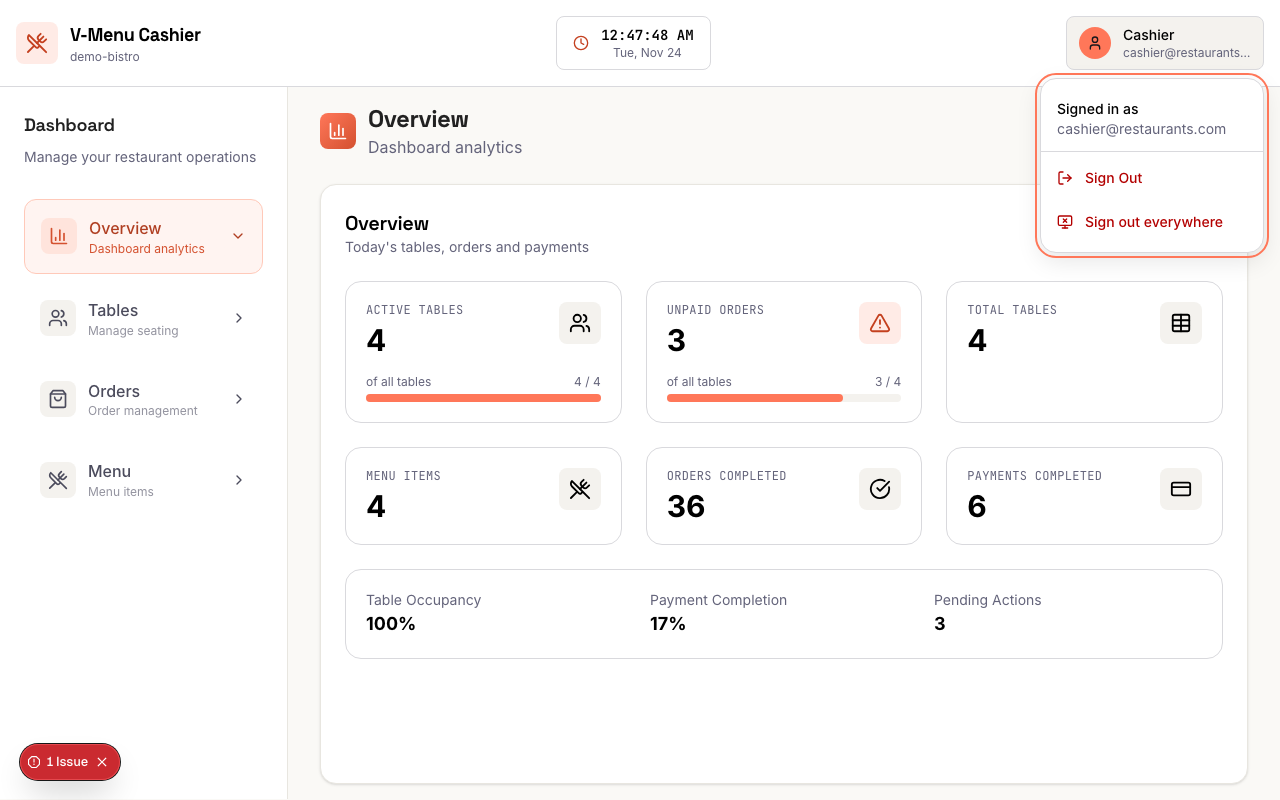 V-Menu Cashier
demo-bistro
12:47:48 AM
Tue, Nov 24
Cashier
cashier@restaurants...
Signed in as
cashier@restaurants.com
Sign Out
Sign out everywhere
Dashboard
Manage your restaurant operations
Overview
Dashboard analytics
Tables
Manage seating
Orders
Order management
Menu
Menu items
1 Issue
Overview
Dashboard analytics
Overview
Today's tables, orders and payments
ACTIVE TABLES
4
of all tables 4 / 4
UNPAID ORDERS
3
of all tables 3 / 4
TOTAL TABLES
4
MENU ITEMS
4
ORDERS COMPLETED
36
PAYMENTS COMPLETED
6
Table Occupancy
100%
Payment Completion
17%
Pending Actions
3